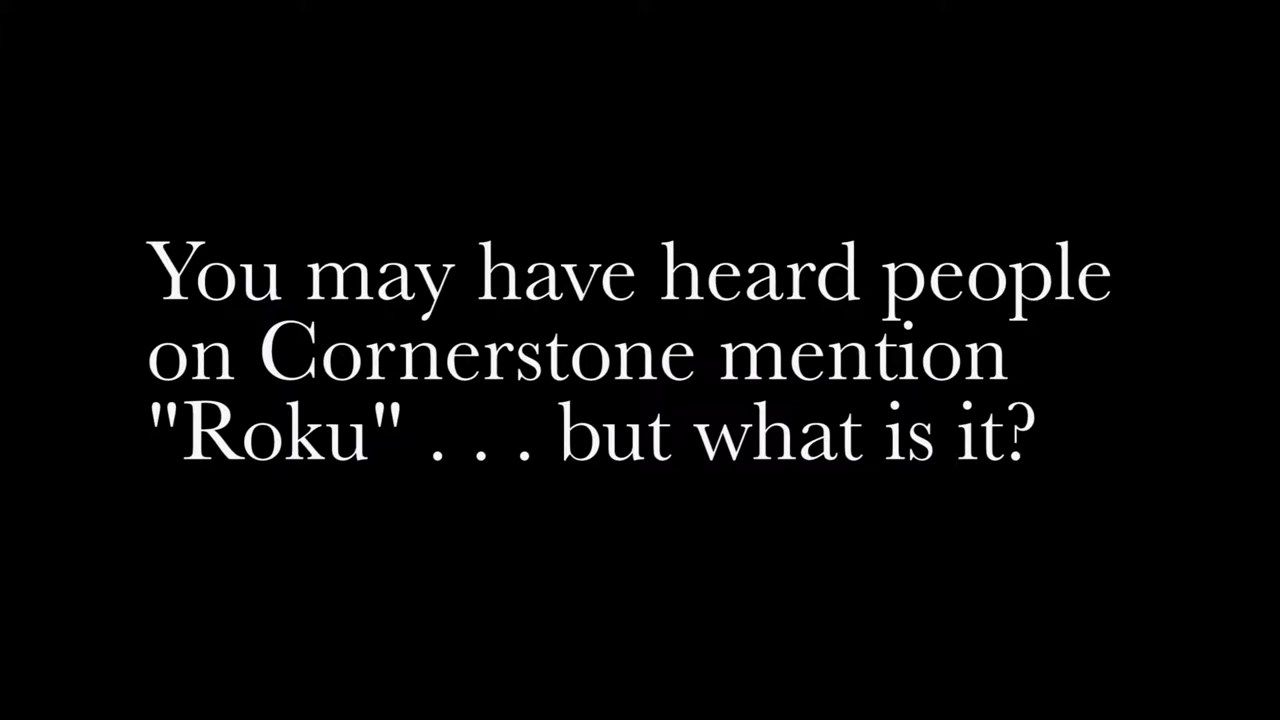 You may have heard people
on Cornerstone mention
"Roku" . . . but what is it?